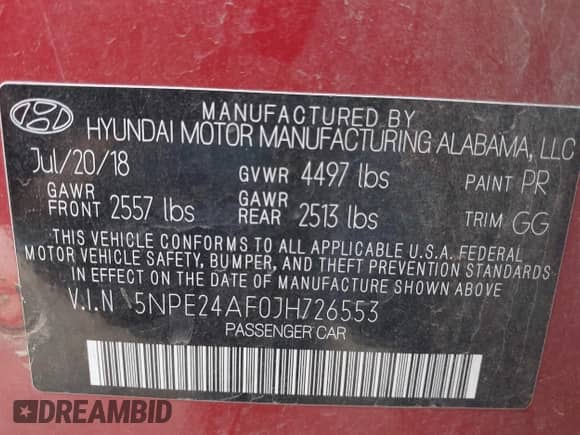 MANUFACTURED BY
HYUNDAI MOTOR MANUFACTURING ALABAMA, LLC
Jul/20/18 GVWR 4497 lbs PAINT PR
GAWR FRONT 2557 lbs GAWR REAR 2513 lbs TRIM GG
THIS VEHICLE CONFORMS TO ALL APPLICABLE U.S.A. FEDERAL
MOTOR VEHICLE SAFETY, BUMPER, AND THEFT PREVENTION STANDARDS
IN EFFECT ON THE DATE OF MANUFACTURE SHOWN ABOVE.
V.I.N 5NPE24AF0JH726553
PASSENGER CAR
DREAMBID